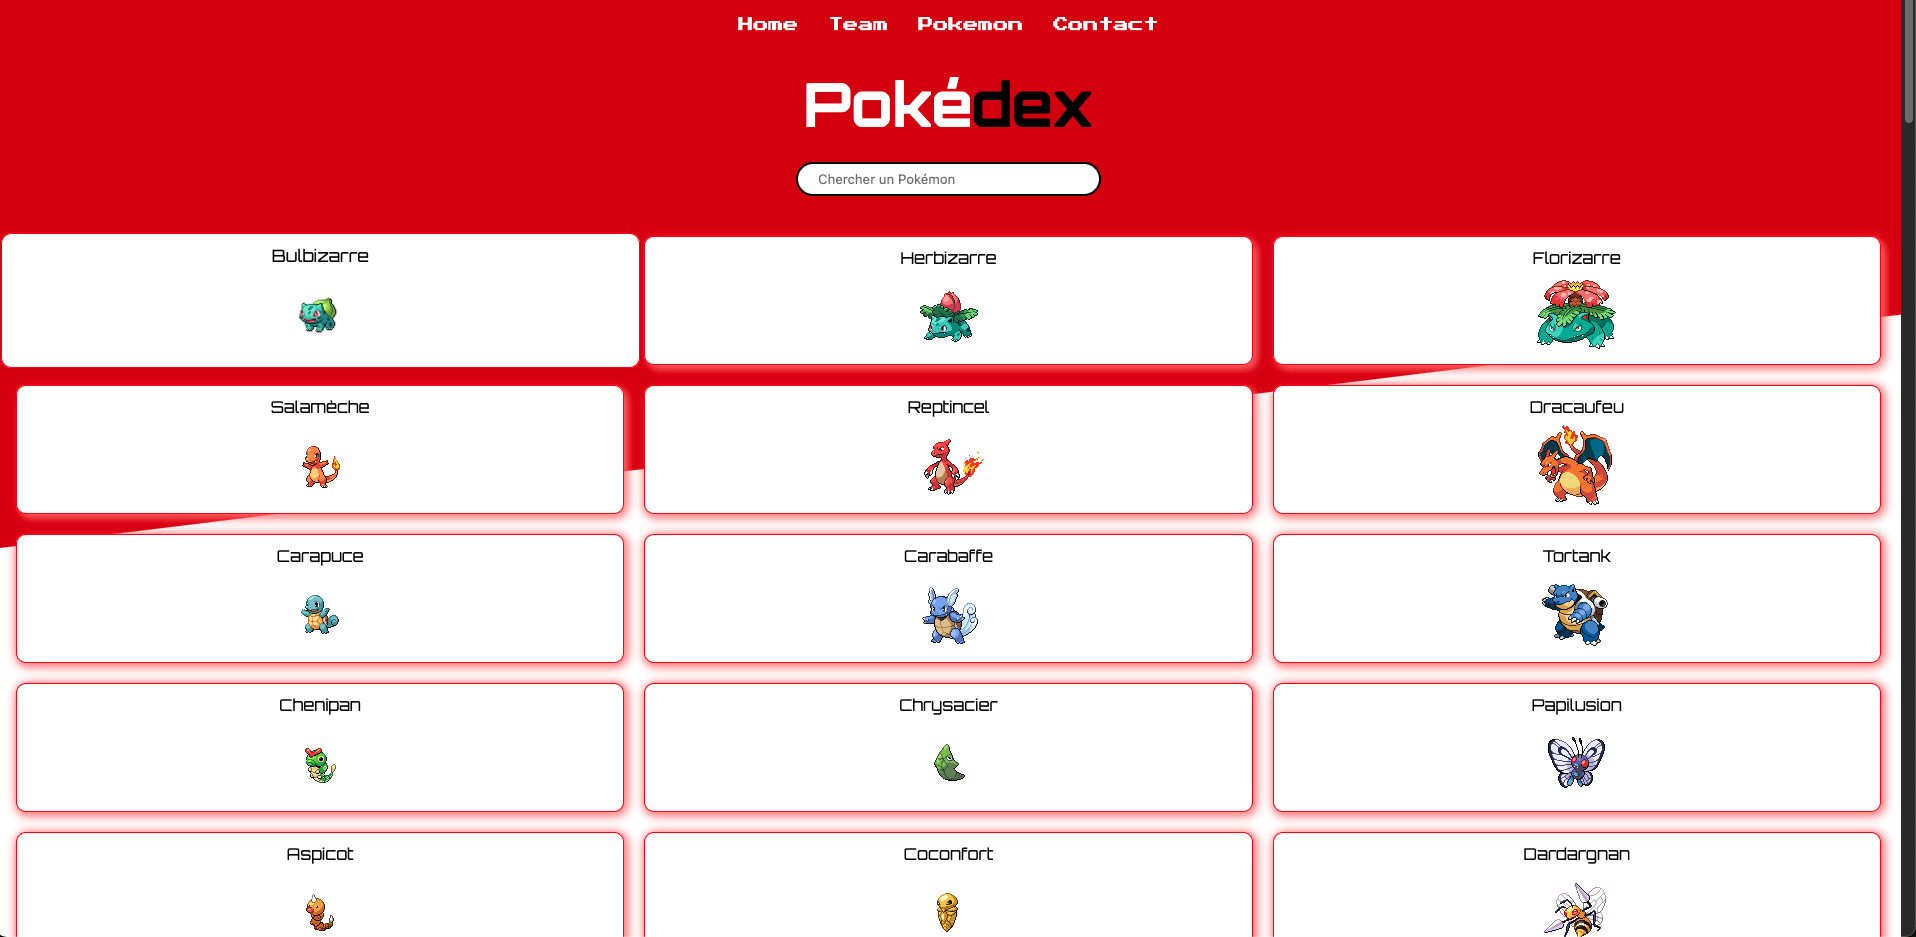 Home Team Pokemon Contact
Pokédex
Chercher un Pokémon
Bulbizarre Herbizarre Florizarre
Salamèche Reptincel Dracaufeu
Carapuce Carabaffe Tortank
Chenipan Chrysacier Papilusion
Aspicot Coconfort Dardargnan